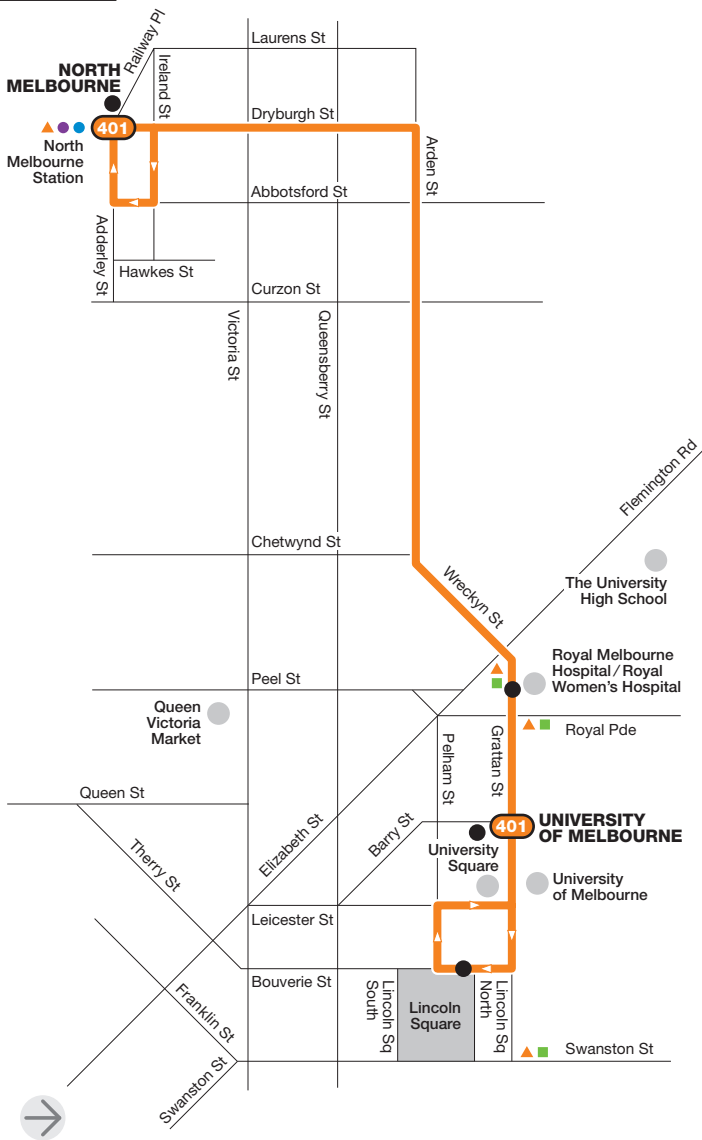 Railway Pl
Laurens St
NORTH
MELBOURNE
Ireland St
Dryburgh St
401
North
Melbourne
Station
Arden St
Abbotsford St
Adderley St
Hawkes St
Curzon St
Victoria St
Queensberry St
Flemington Rd
Chetwynd St
Wreckyn St
The University
High School
Royal Melbourne
Hospital/Royal
Women's Hospital
Peel St
Queen
Victoria
Market
Royal Pde
Pelham St
Grattan St
Queen St
Elizabeth St
Barry St
401
UNIVERSITY
OF MELBOURNE
Therry St
University
Square
University
of Melbourne
Leicester St
Bouverie St
Lincoln Sq
South
Lincoln
Square
Lincoln Sq
North
Franklin St
Swanston St
Swanston St